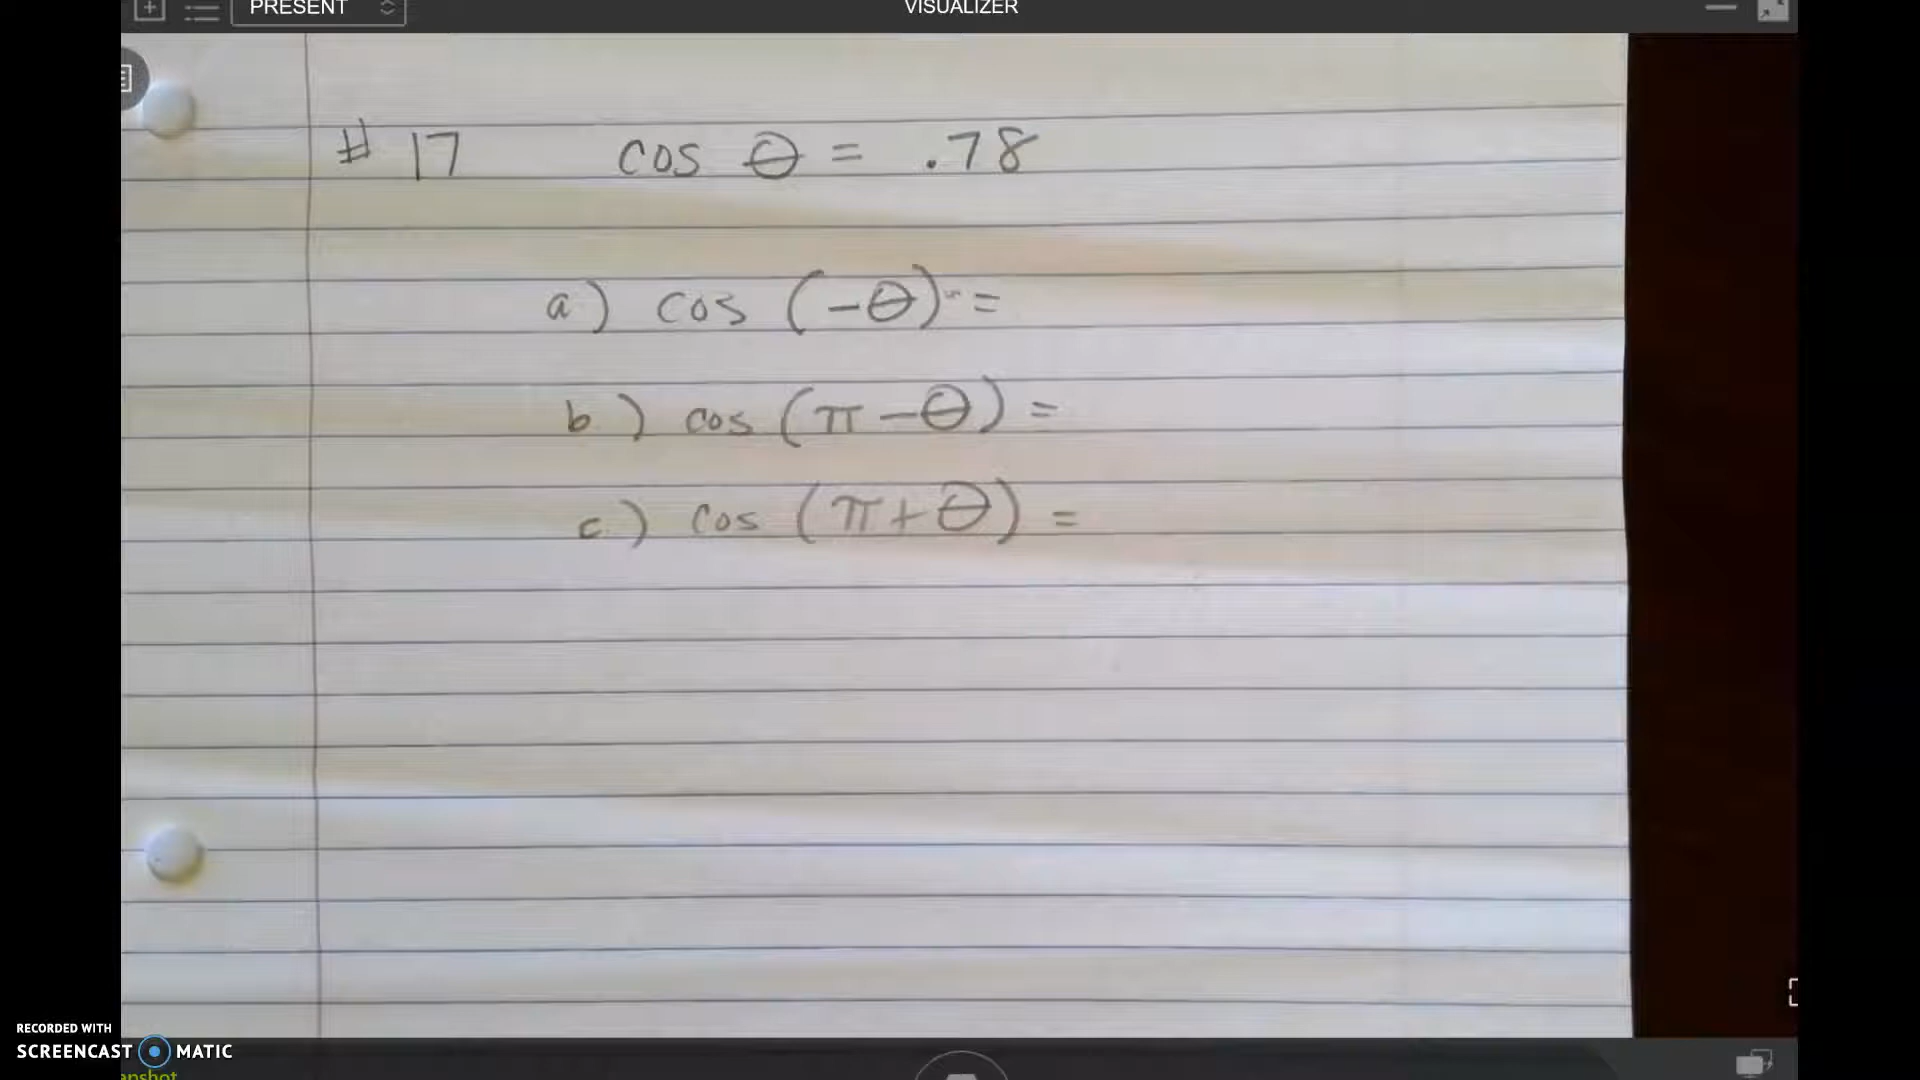 PRESENT
VISUALIZER
# 17 cos θ = .78
a) cos (-θ) =
b) cos (π - θ) =
c) cos (π + θ) =
RECORDED WITH
SCREENCAST MATIC